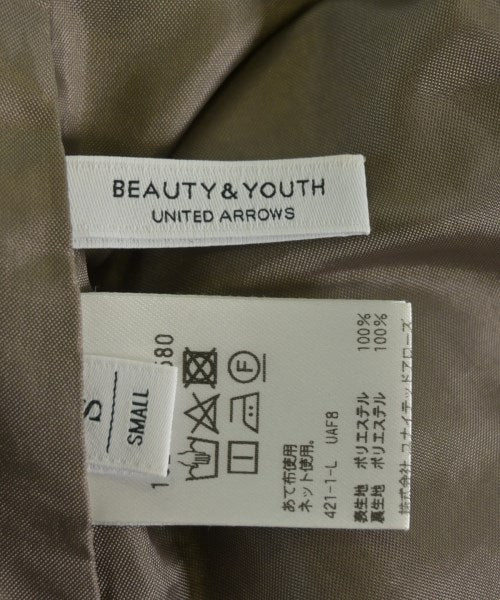 BEAUTY&YOUTH
UNITED ARROWS
S
SMALL
580
F
あて布使用
ネット使用。
421-1-L UAF8
表生地 ポリエステル 100%
裏生地 ポリエステル 100%
株式会社 ユナイテッドアローズ